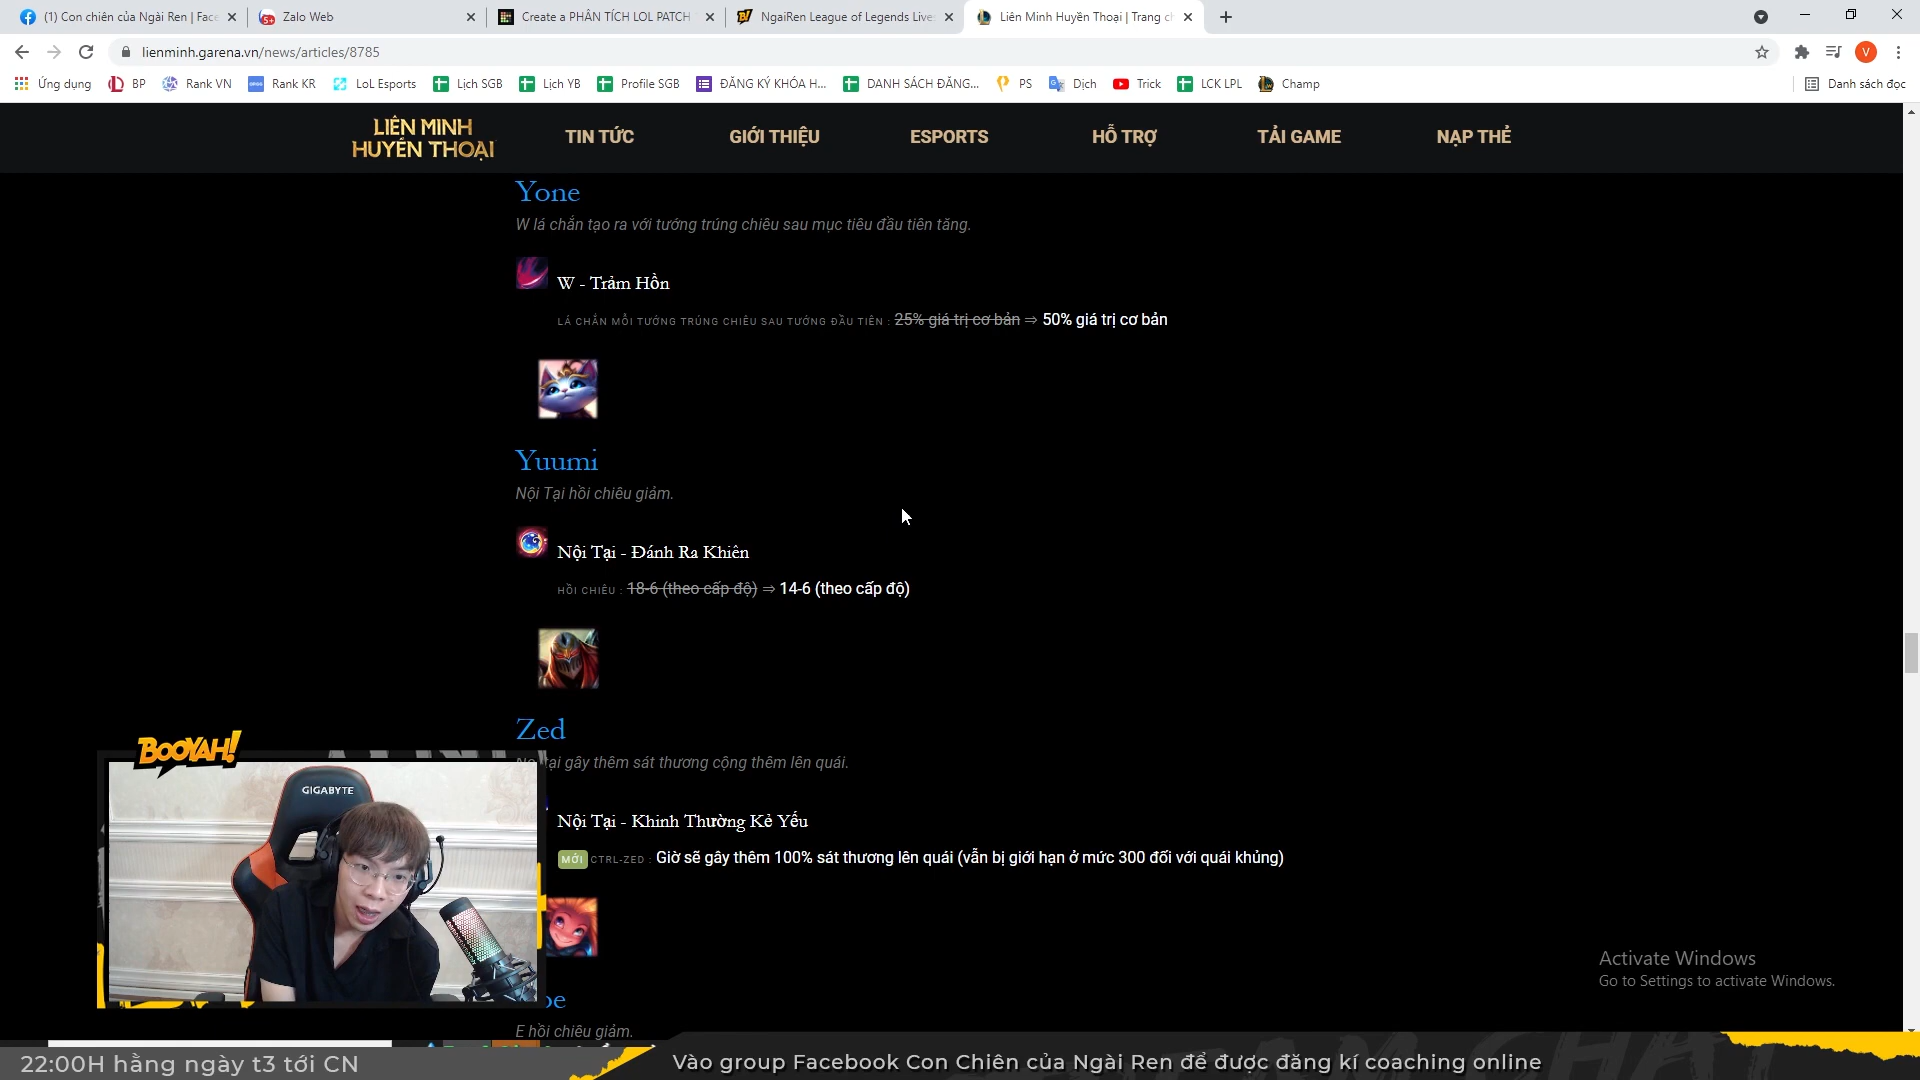 (1) Con chiên của Ngài Ren | Face
Zalo Web
Create a PHÂN TÍCH LOL PATCH
NgaiRen League of Legends Live
Liên Minh Huyền Thoại | Trang ch
lienminh.garena.vn/news/articles/8785
V
Ứng dụng
BP
Rank VN
Rank KR
LoL Esports
Lịch SGB
Lịch YB
Profile SGB
ĐĂNG KÝ KHÓA H...
DANH SÁCH ĐĂNG...
PS
Dịch
Trick
LCK LPL
Champ
Danh sách đọc
LIÊN MINH
HUYỀN THOẠI
TIN TỨC
GIỚI THIỆU
ESPORTS
HỖ TRỢ
TẢI GAME
NẠP THẺ
Yone
W lá chắn tạo ra với tướng trúng chiêu sau mục tiêu đầu tiên tăng.
W - Trảm Hồn
LÁ CHẮN MỖI TƯỚNG TRÚNG CHIÊU SAU TƯỚNG ĐẦU TIÊN : 25% giá trị cơ bản ⇒ 50% giá trị cơ bản
Yuumi
Nội Tại hồi chiêu giảm.
Nội Tại - Đánh Ra Khiên
HỒI CHIÊU : 18-6 (theo cấp độ) ⇒ 14-6 (theo cấp độ)
Zed
tại gây thêm sát thương cộng thêm lên quái.
Nội Tại - Khinh Thường Kẻ Yếu
MỚI CTRL-ZED : Giờ sẽ gây thêm 100% sát thương lên quái (vẫn bị giới hạn ở mức 300 đối với quái khủng)
BOOYAH!
GIGABYTE
oe
E hồi chiêu giảm.
Activate Windows
Go to Settings to activate Windows.
22:00H hằng ngày t3 tới CN
Vào group Facebook Con Chiên của Ngài Ren để được đăng kí coaching online